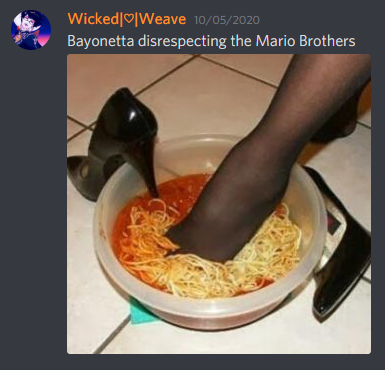 Wicked|♡|Weave 10/05/2020
Bayonetta disrespecting the Mario Brothers